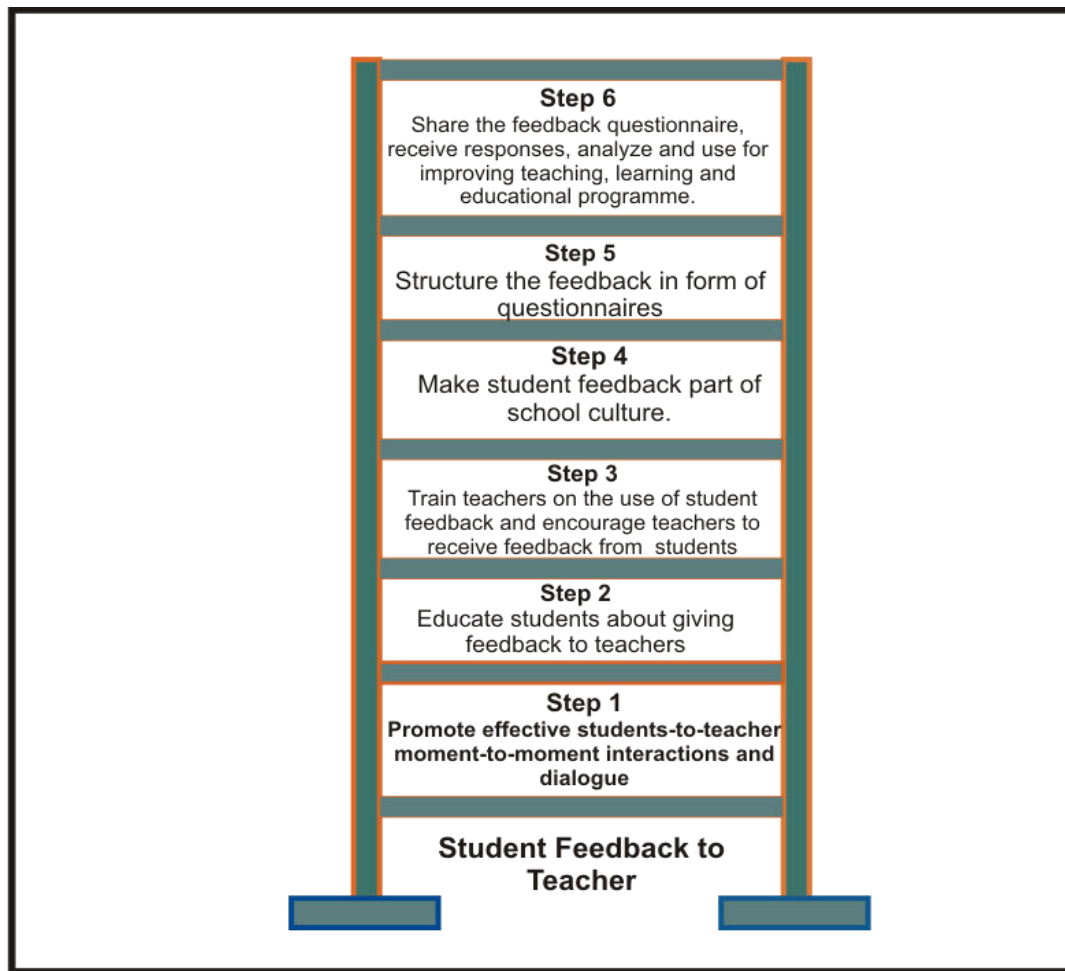 Step 6
Share the feedback questionnaire,
receive responses, analyze and use for
improving teaching, learning and
educational programme.
Step 5
Structure the feedback in form of
questionnaires
Step 4
Make student feedback part of
school culture.
Step 3
Train teachers on the use of student
feedback and encourage teachers to
receive feedback from students
Step 2
Educate students about giving
feedback to teachers
Step 1
Promote effective students-to-teacher
moment-to-moment interactions and
dialogue
Student Feedback to
Teacher